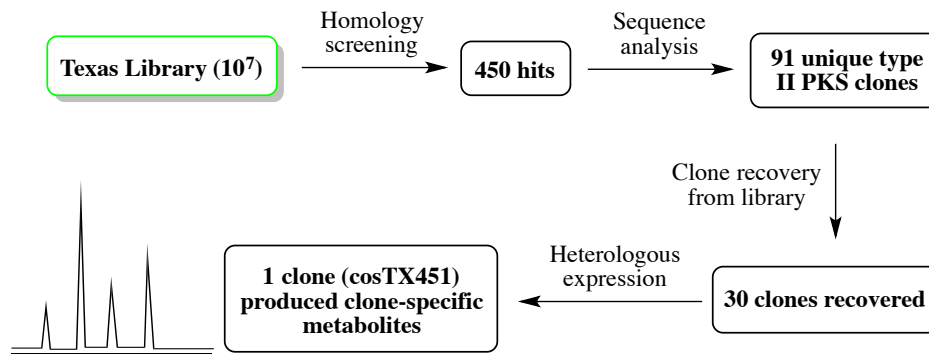 Homology
screening
Sequence
analysis
Texas Library (10⁷)
450 hits
91 unique type
II PKS clones
Clone recovery
from library
Heterologous
expression
1 clone (cosTX451)
produced clone-specific
metabolites
30 clones recovered